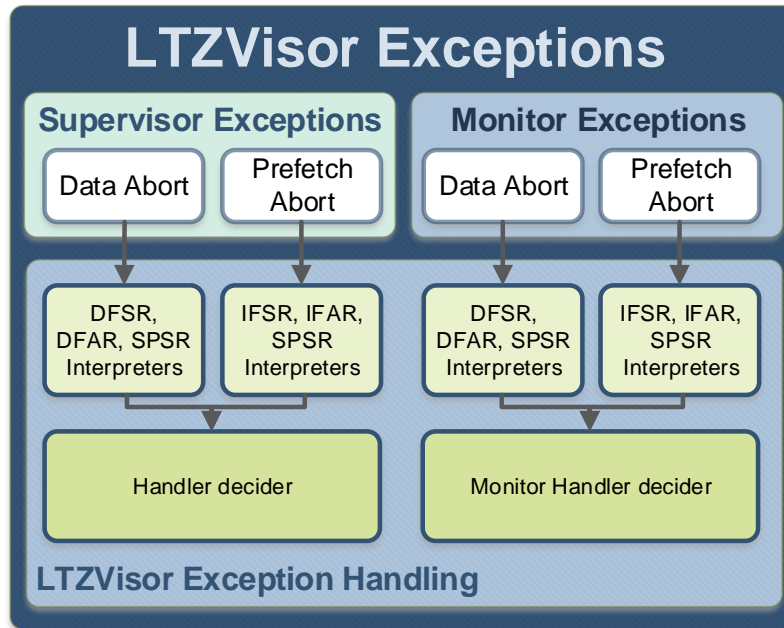 LTZVisor Exceptions
Supervisor Exceptions
Data Abort
Prefetch
Abort
Monitor Exceptions
Data Abort
Prefetch
Abort
DFSR,
DFAR, SPSR
Interpreters
IFSR, IFAR,
SPSR
Interpreters
DFSR,
DFAR, SPSR
Interpreters
IFSR, IFAR,
SPSR
Interpreters
Handler decider
Monitor Handler decider
LTZVisor Exception Handling